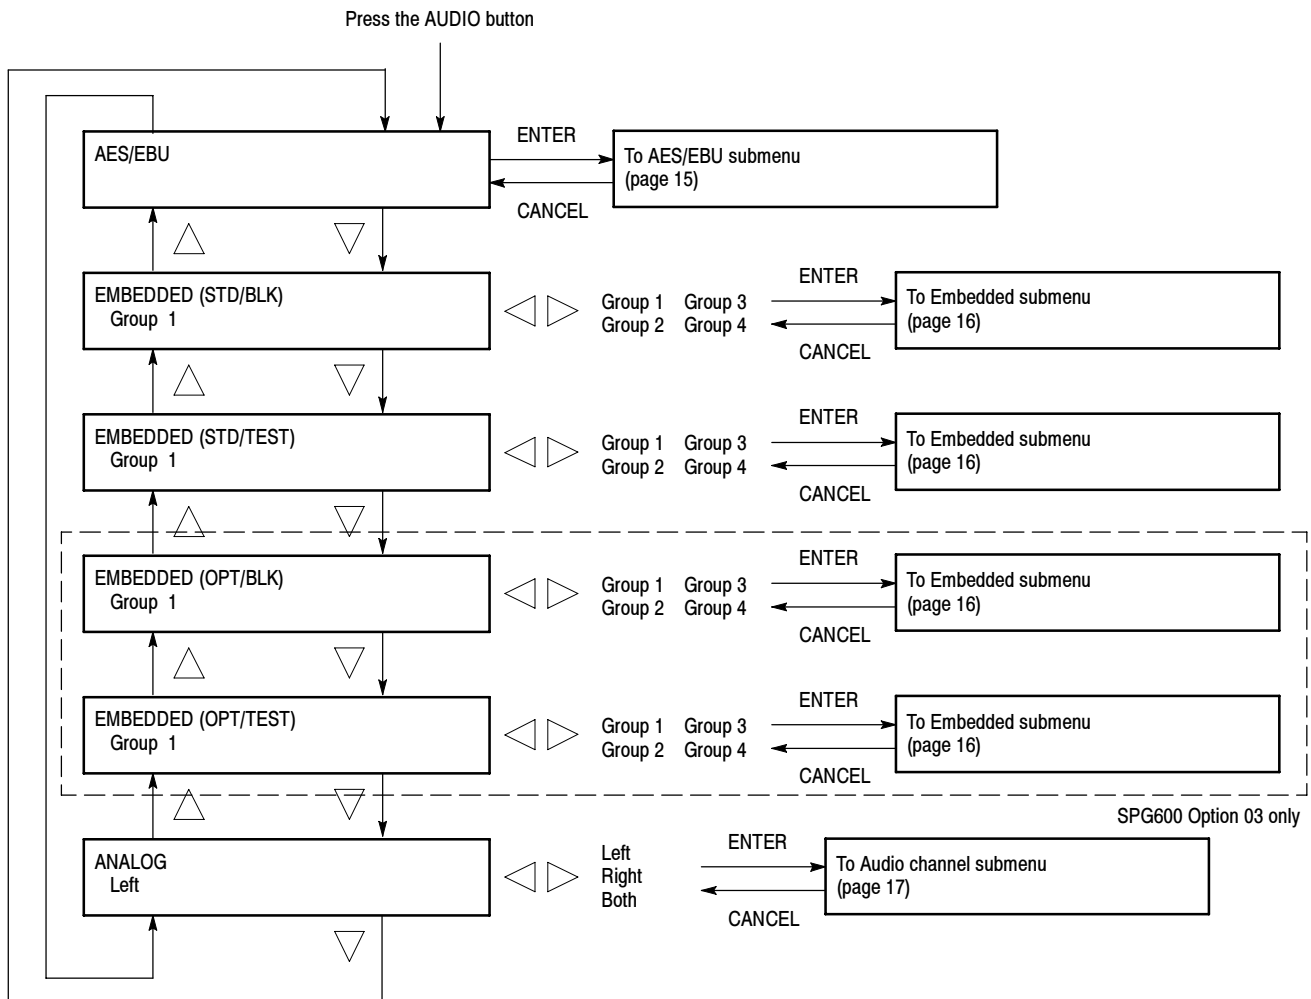 Press the AUDIO button
AES/EBU
ENTER
To AES/EBU submenu
(page 15)
CANCEL
EMBEDDED (STD/BLK)
Group 1
Group 1 Group 3
Group 2 Group 4
ENTER
To Embedded submenu
(page 16)
CANCEL
EMBEDDED (STD/TEST)
Group 1
Group 1 Group 3
Group 2 Group 4
ENTER
To Embedded submenu
(page 16)
CANCEL
EMBEDDED (OPT/BLK)
Group 1
Group 1 Group 3
Group 2 Group 4
ENTER
To Embedded submenu
(page 16)
CANCEL
EMBEDDED (OPT/TEST)
Group 1
Group 1 Group 3
Group 2 Group 4
ENTER
To Embedded submenu
(page 16)
CANCEL
SPG600 Option 03 only
ANALOG
Left
Left
Right
Both
ENTER
To Audio channel submenu
(page 17)
CANCEL